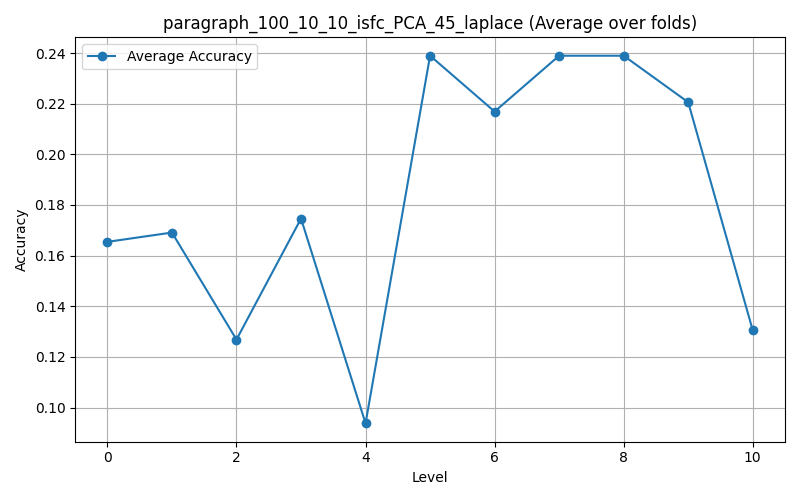 paragraph_100_10_10_isfc_PCA_45_laplace (Average over folds)
Average Accuracy
Accuracy
0.24
0.22
0.20
0.18
0.16
0.14
0.12
0.10
0 2 4 6 8 10
Level